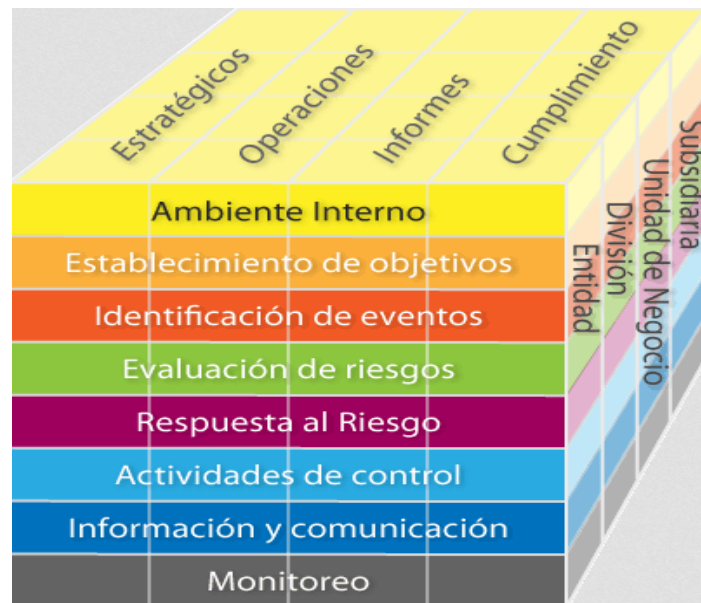 Estratégicos
Operaciones
Informes
Cumplimiento
Ambiente Interno
Establecimiento de objetivos
Identificación de eventos
Evaluación de riesgos
Respuesta al Riesgo
Actividades de control
Información y comunicación
Monitoreo
Entidad
División
Unidad de Negocio
Subsidiaria